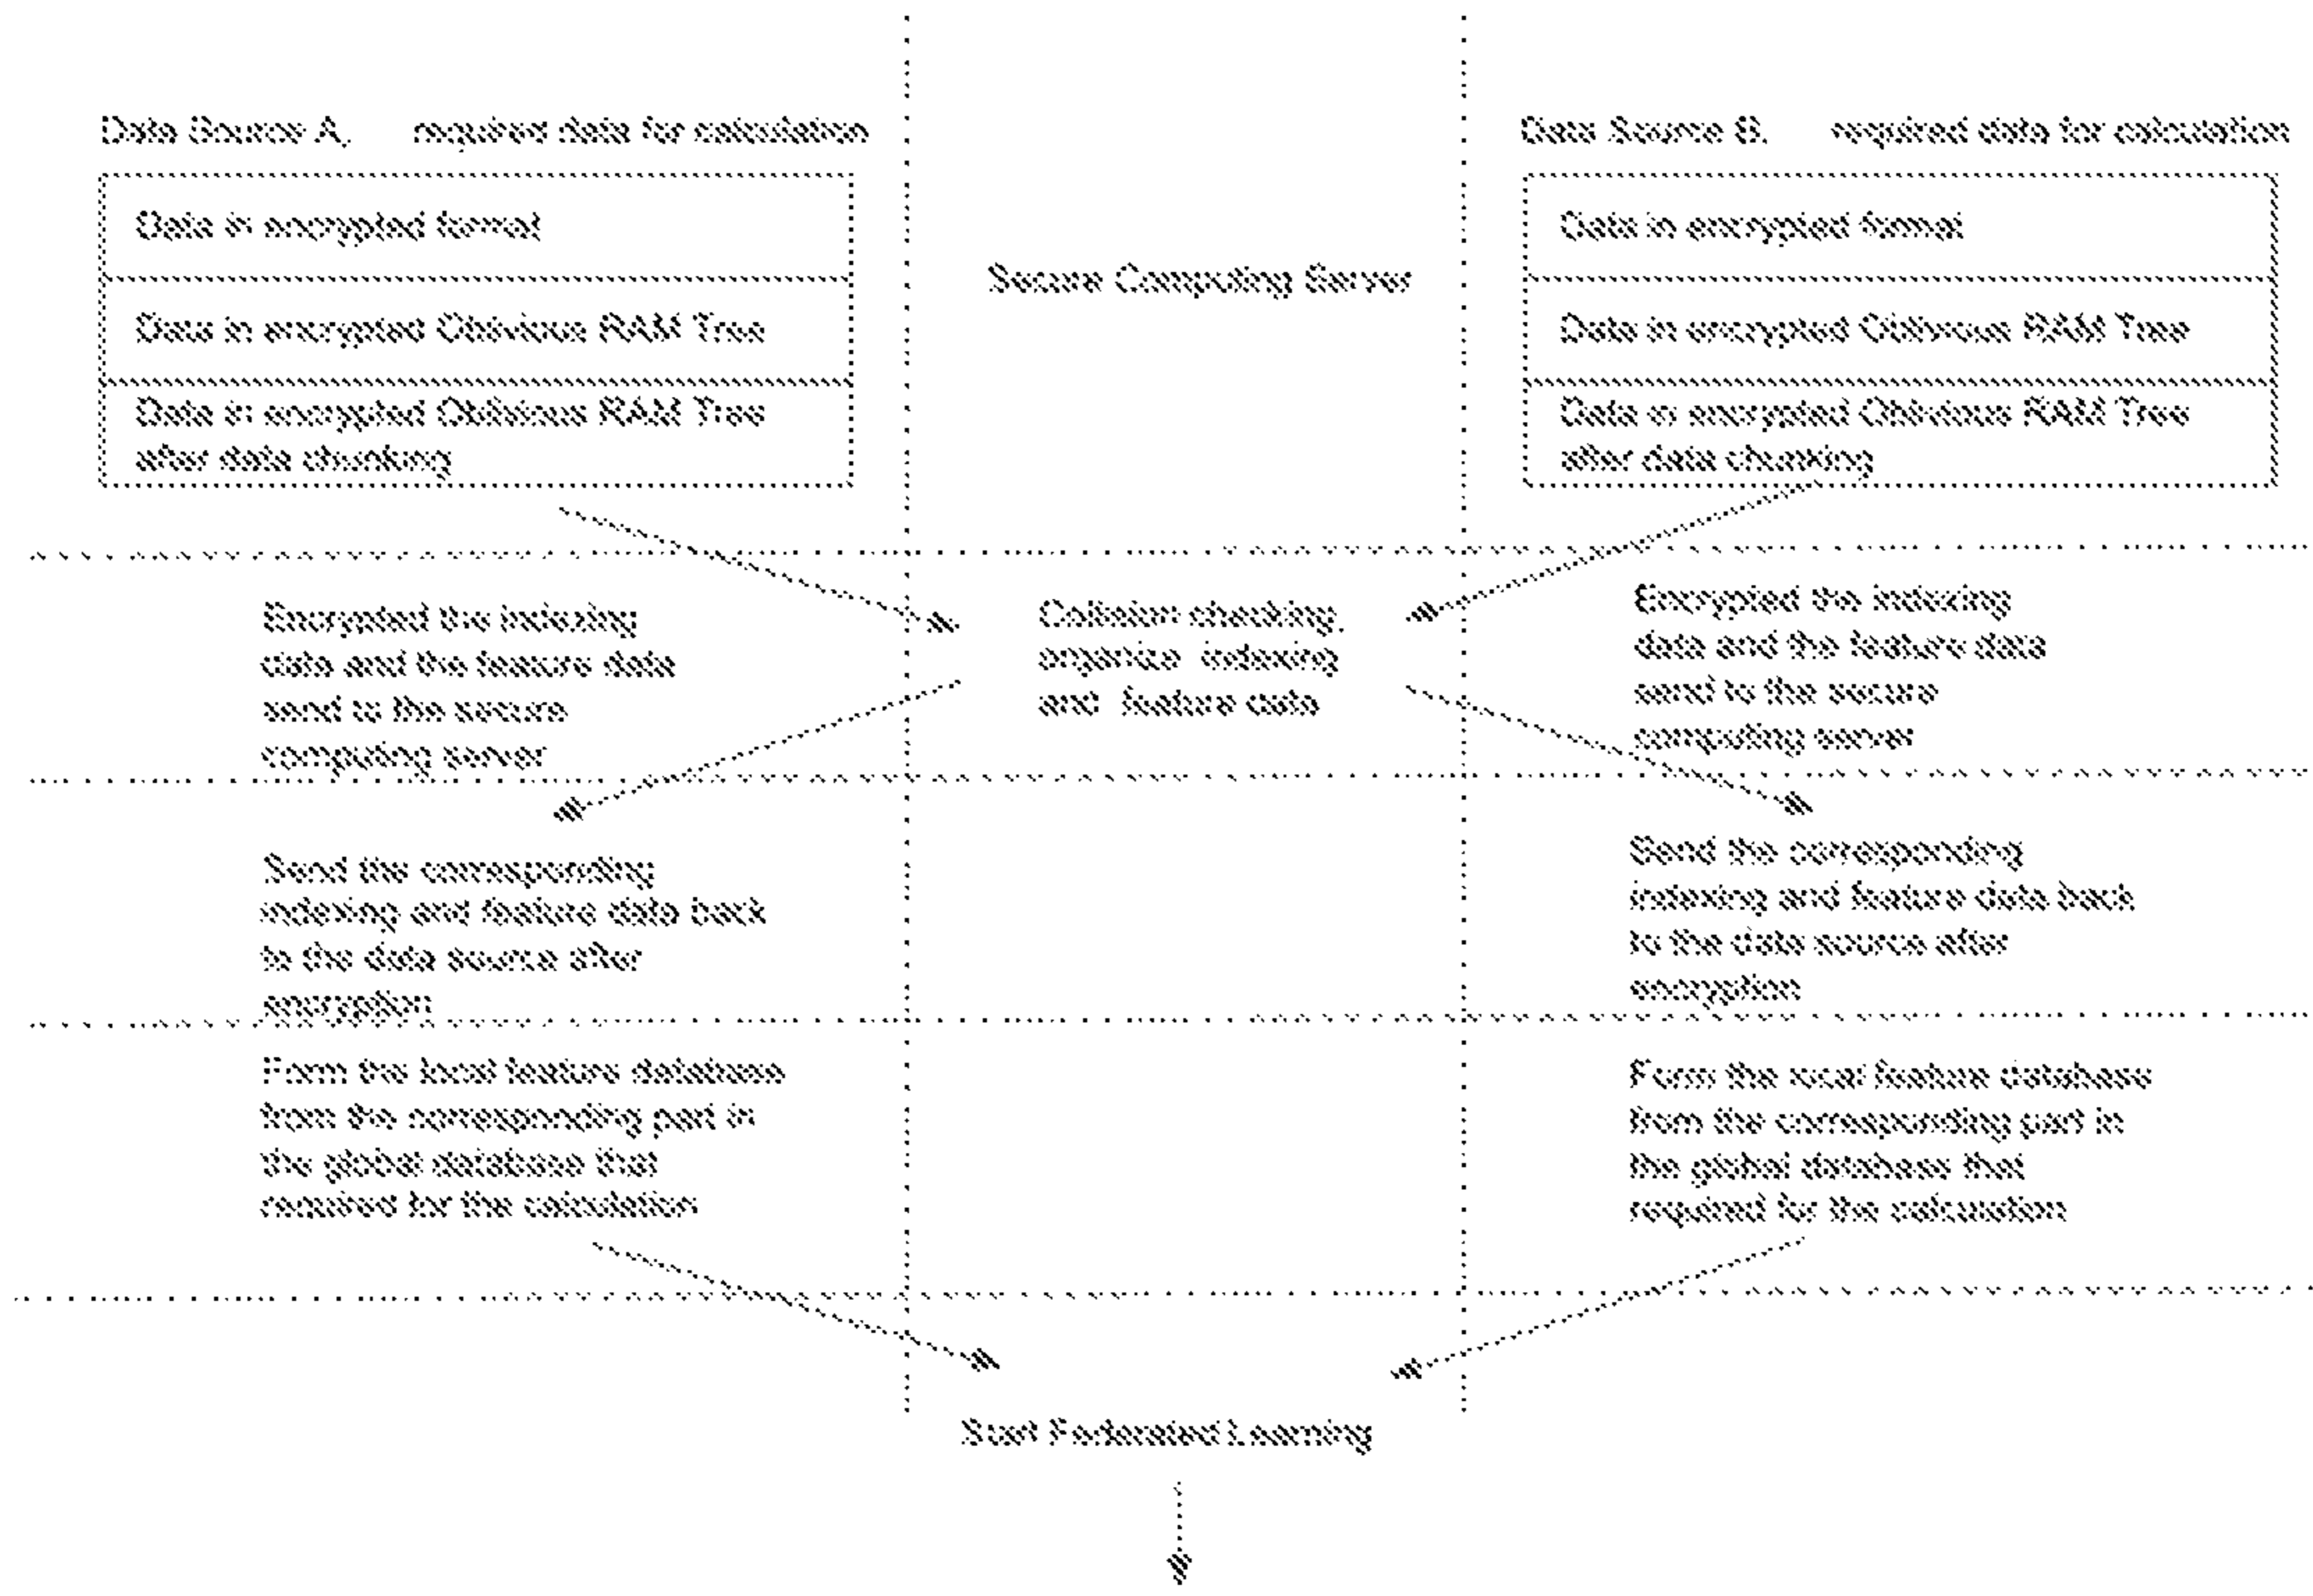 Data Source A. required data for calculation
Data in encrypted format
Data in encrypted Oblivious RAM Tree
Data in encrypted Oblivious RAM Tree
after data chunking
Secure Computing Server
Data Source B. required data for calculation
Data in encrypted format
Data in encrypted Oblivious RAM Tree
Data in encrypted Oblivious RAM Tree
after data chunking
Encrypted the indexing
data and the feature data
send to the secure
computing server
Collision checking,
organize indexing
and feature data
Encrypted the indexing
data and the feature data
send to the secure
computing server
Send the corresponding
indexing and feature data back
to the data source after
encryption
Send the corresponding
indexing and feature data back
to the data source after
encryption
Form the local feature database
from the corresponding part in
the global database that
required for the calculation
Form the local feature database
from the corresponding part in
the global database that
required for the calculation
Start Federated Learning